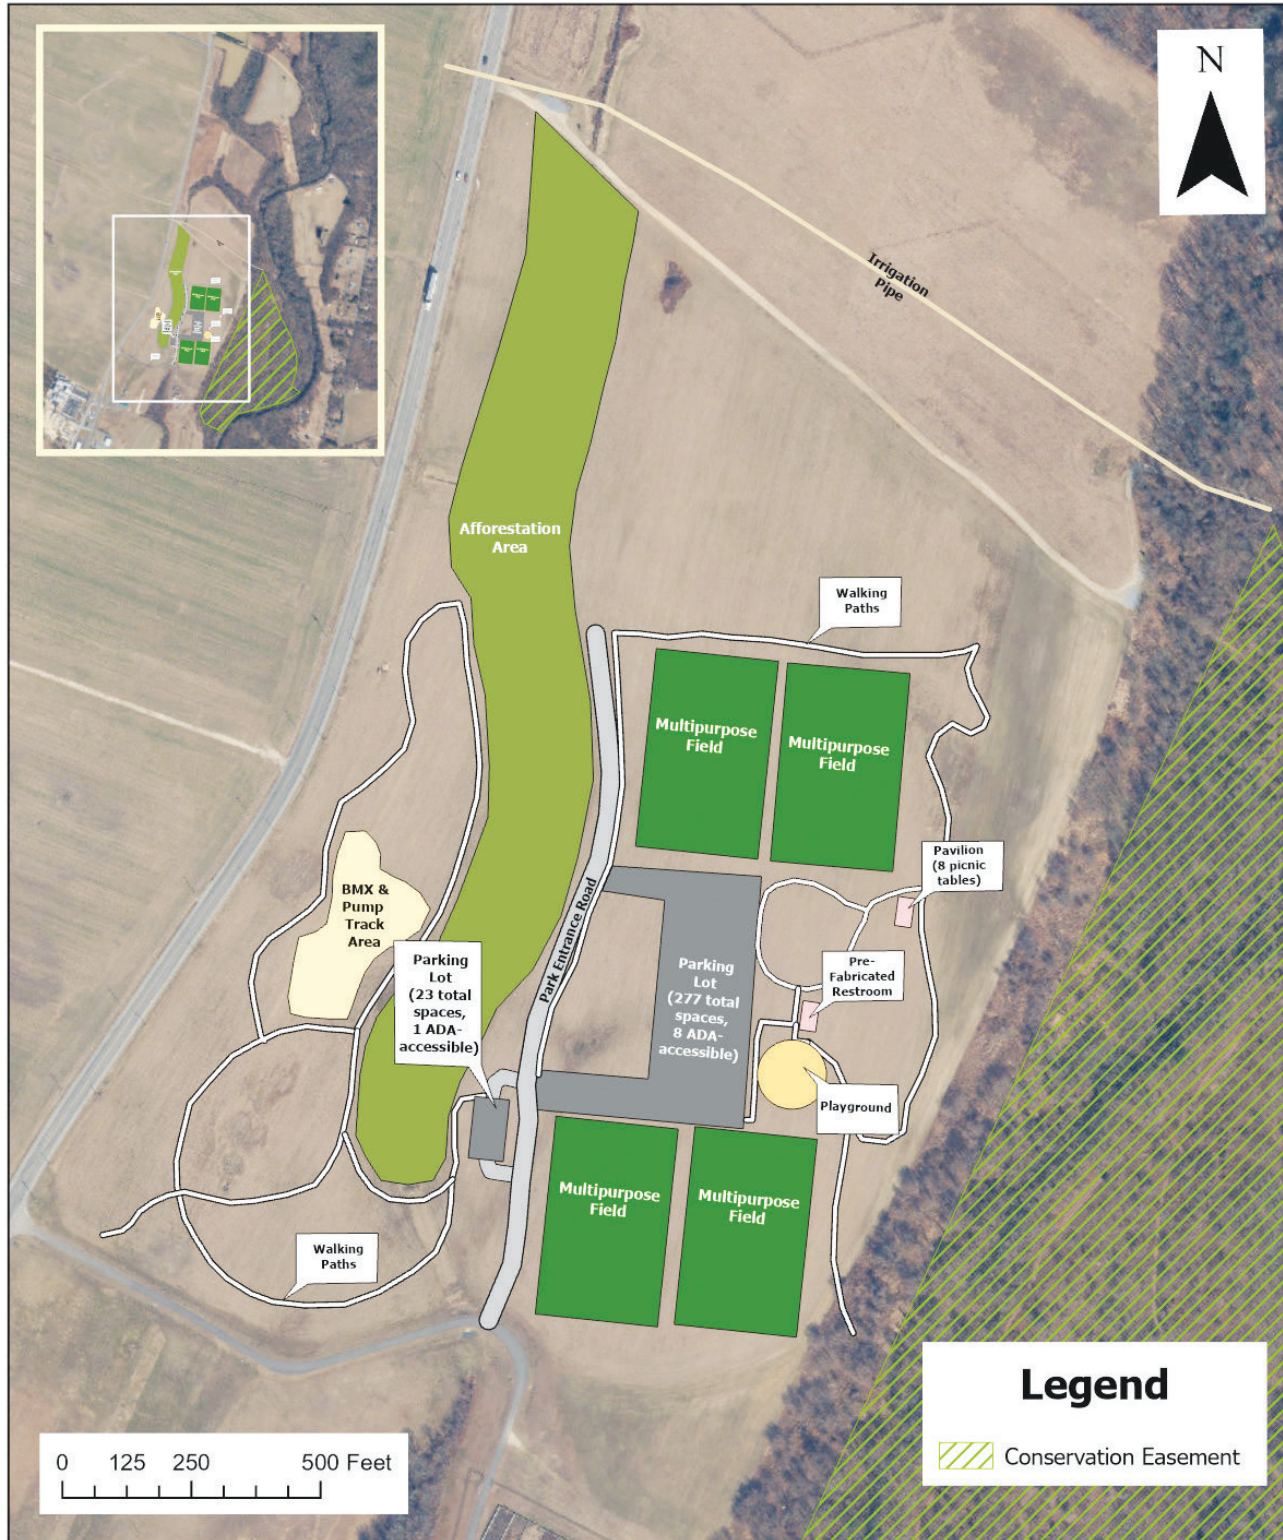 N
Irrigation
Pipe
Afforestation
Area
Walking
Paths
Multipurpose
Field
Multipurpose
Field
Pavilion
(8 picnic
tables)
BMX &
Pump
Track
Area
Park Entrance Road
Parking
Lot
(23 total
spaces,
1 ADA-
accessible)
Parking
Lot
(277 total
spaces,
8 ADA-
accessible)
Pre-
Fabricated
Restroom
Playground
Multipurpose
Field
Multipurpose
Field
Walking
Paths
Legend
Conservation Easement
0 125 250 500 Feet